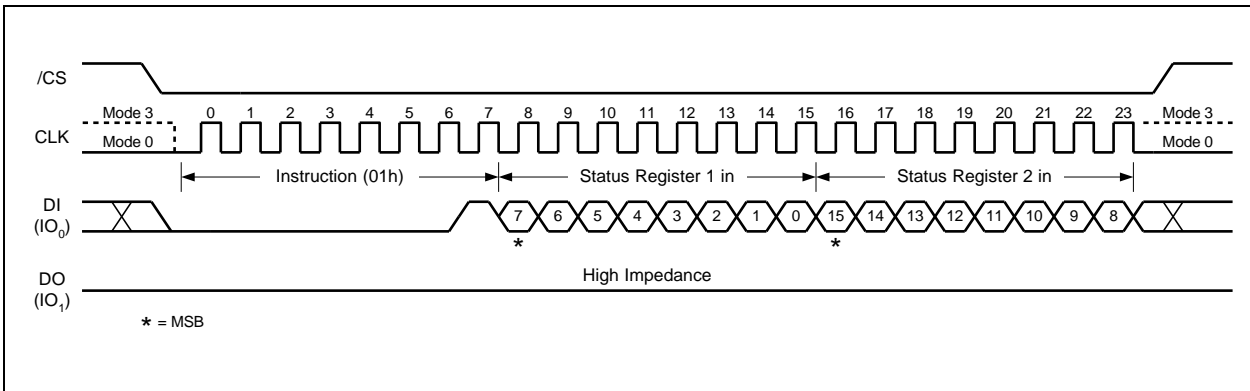 /CS
Mode 3 0 1 2 3 4 5 6 7 8 9 10 11 12 13 14 15 16 17 18 19 20 21 22 23 Mode 3
CLK
Mode 0 Mode 0
Instruction (01h) Status Register 1 in Status Register 2 in
DI
(IO0)
7 6 5 4 3 2 1 0 15 14 13 12 11 10 9 8
* *
High Impedance
DO
(IO1)
* = MSB